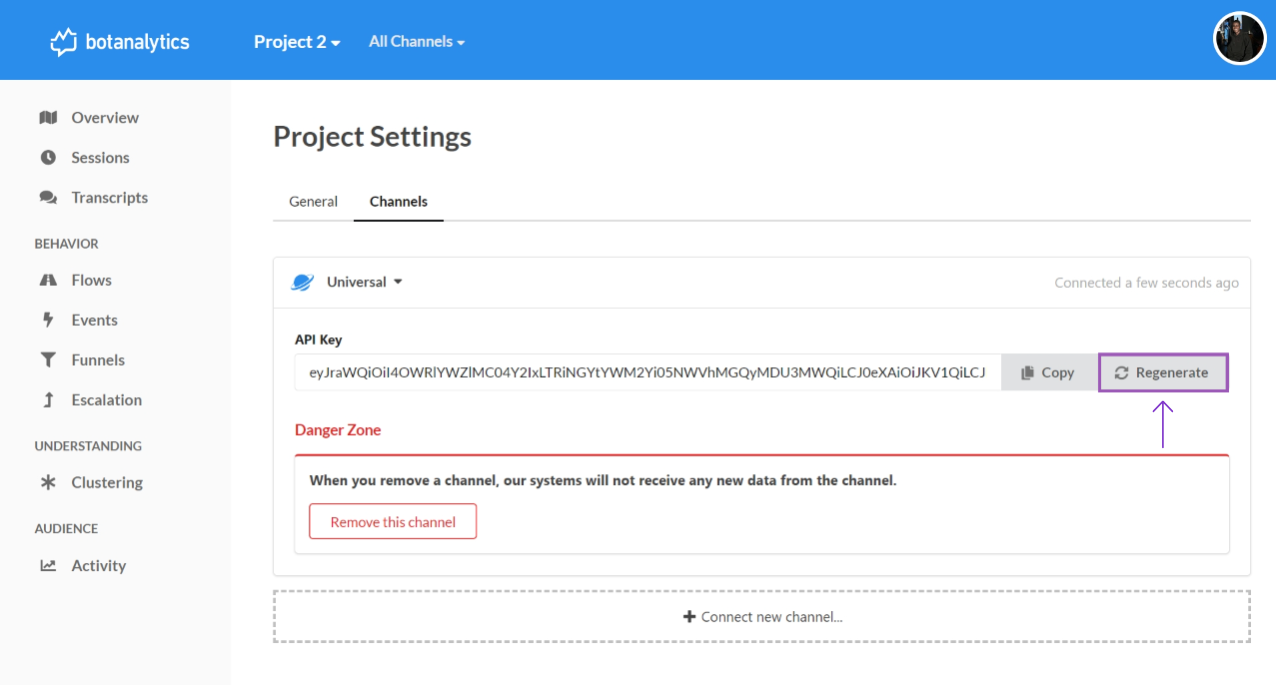 botanalytics
Project 2
All Channels
Overview
Sessions
Transcripts
BEHAVIOR
Flows
Events
Funnels
Escalation
UNDERSTANDING
Clustering
AUDIENCE
Activity
Project Settings
General Channels
Universal
Connected a few seconds ago
API Key
eyJraWQiOiI4OWRlYWZlMC04Y2IxLTRiNGYtYWM2Yi05NWVhMGQyMDU3MWQiLCJ0eXAiOiJKV1QiLCJ
Copy
Regenerate
Danger Zone
When you remove a channel, our systems will not receive any new data from the channel.
Remove this channel
Connect new channel...